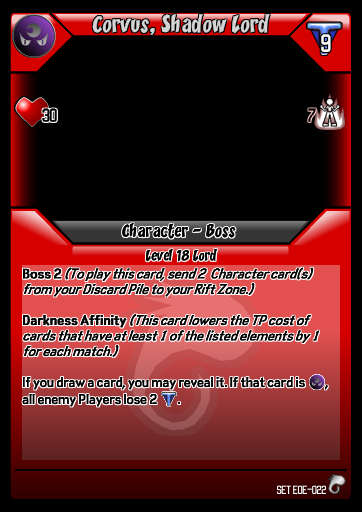 Corvus, Shadow Lord
9
30
7
Character - Boss
Level 18 Lord
Boss 2 (To play this card, send 2 Character card(s)
from your Discard Pile to your Rift Zone.)
Darkness Affinity (This card lowers the TP cost of
cards that have at least 1 of the listed elements by 1
for each match.)
If you draw a card, you may reveal it. If that card is ,
all enemy Players lose 2 .
SET EOE-022